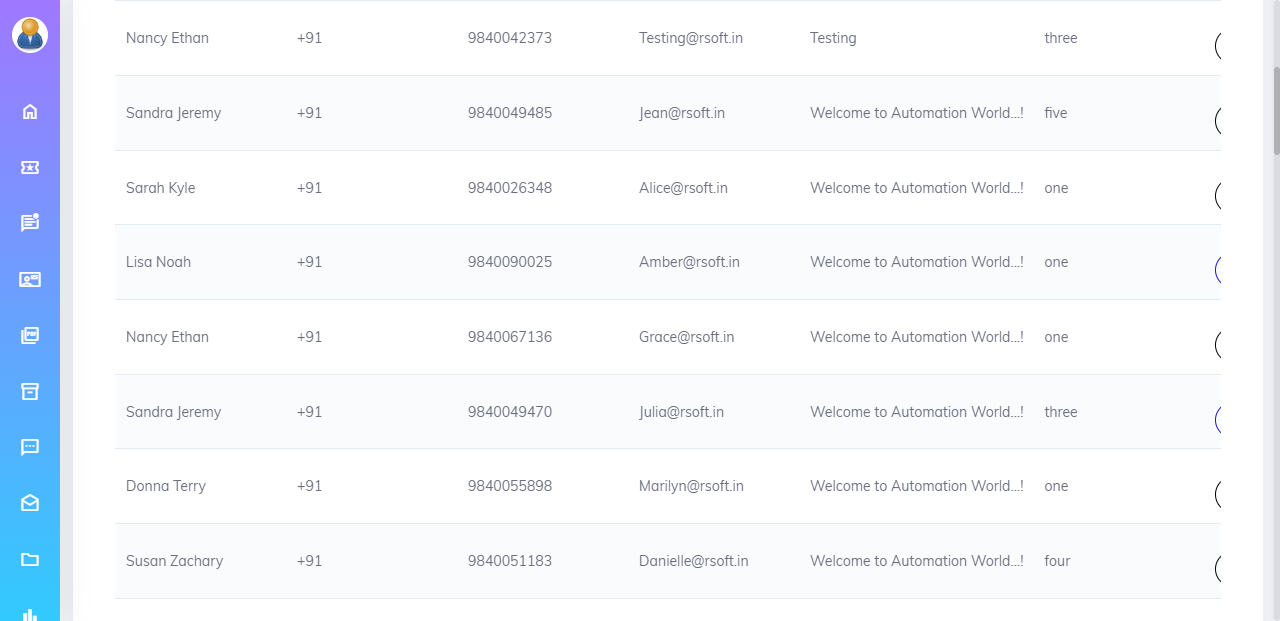 Nancy Ethan +91 9840042373 Testing@rsoft.in Testing three
Sandra Jeremy +91 9840049485 Jean@rsoft.in Welcome to Automation World...! five
Sarah Kyle +91 9840026348 Alice@rsoft.in Welcome to Automation World...! one
Lisa Noah +91 9840090025 Amber@rsoft.in Welcome to Automation World...! one
Nancy Ethan +91 9840067136 Grace@rsoft.in Welcome to Automation World...! one
Sandra Jeremy +91 9840049470 Julia@rsoft.in Welcome to Automation World...! three
Donna Terry +91 9840055898 Marilyn@rsoft.in Welcome to Automation World...! one
Susan Zachary +91 9840051183 Danielle@rsoft.in Welcome to Automation World...! four